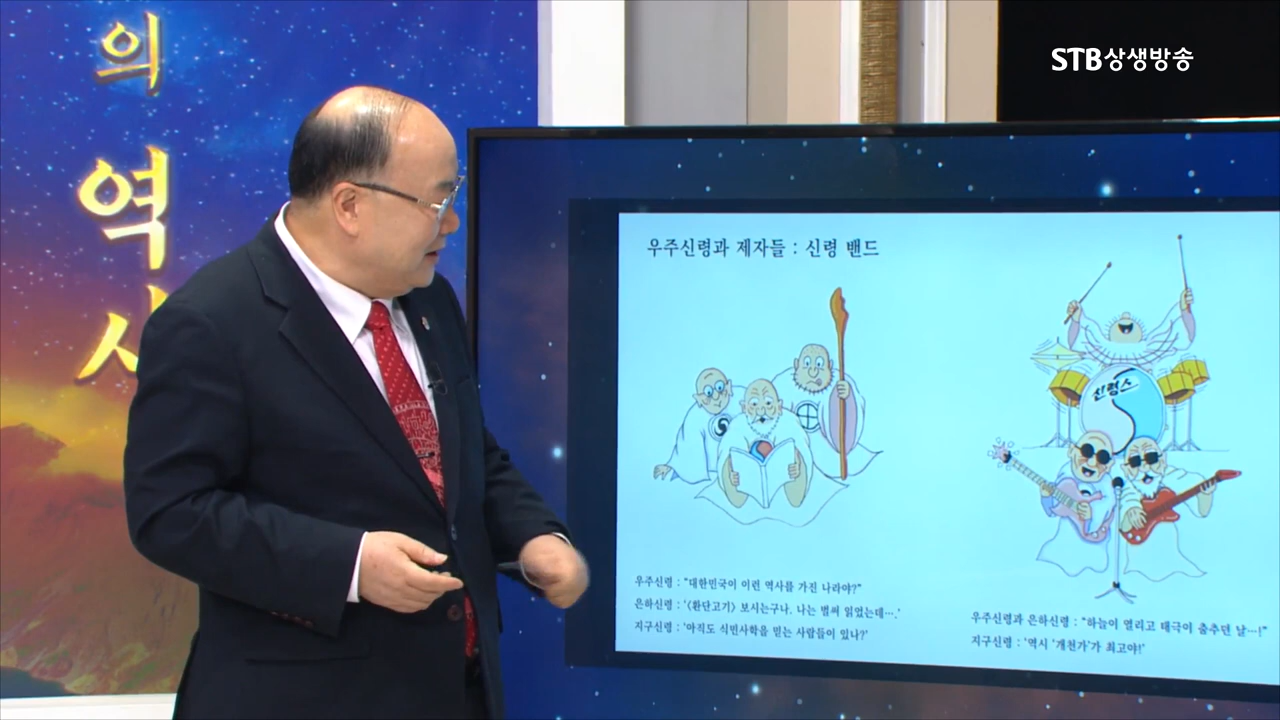 의
역
사
STB상생방송
우주신령과 제자들 : 신령 밴드
신령스
우주신령 : “대한민국이 이런 역사를 가진 나라야?”
은하신령 : ‘《환단고기》 보시는구나. 나는 벌써 읽었는데….’
지구신령 : ‘아직도 식민사학을 믿는 사람들이 있나?’
우주신령과 은하신령 : “하늘이 열리고 태극이 춤추던 날…!”
지구신령 : ‘역시 ‘개천가’가 최고야!’